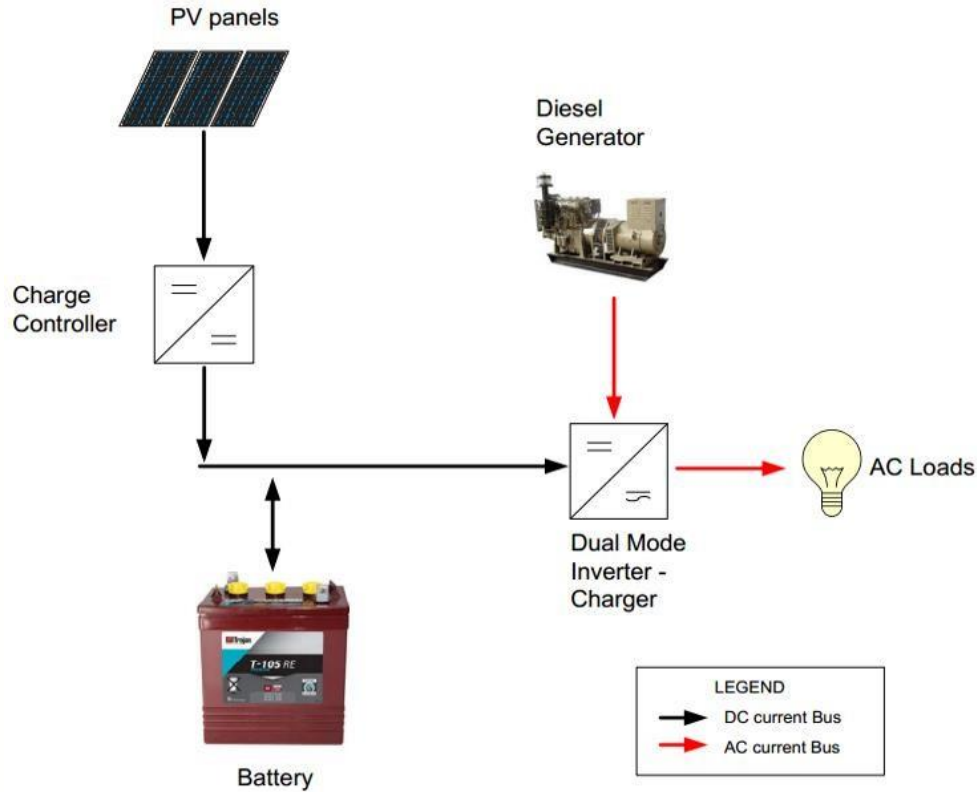 PV panels
Diesel
Generator
Charge
Controller
AC Loads
Dual Mode
Inverter -
Charger
Trojan
T-105 RE
Battery
LEGEND
DC current Bus
AC current Bus